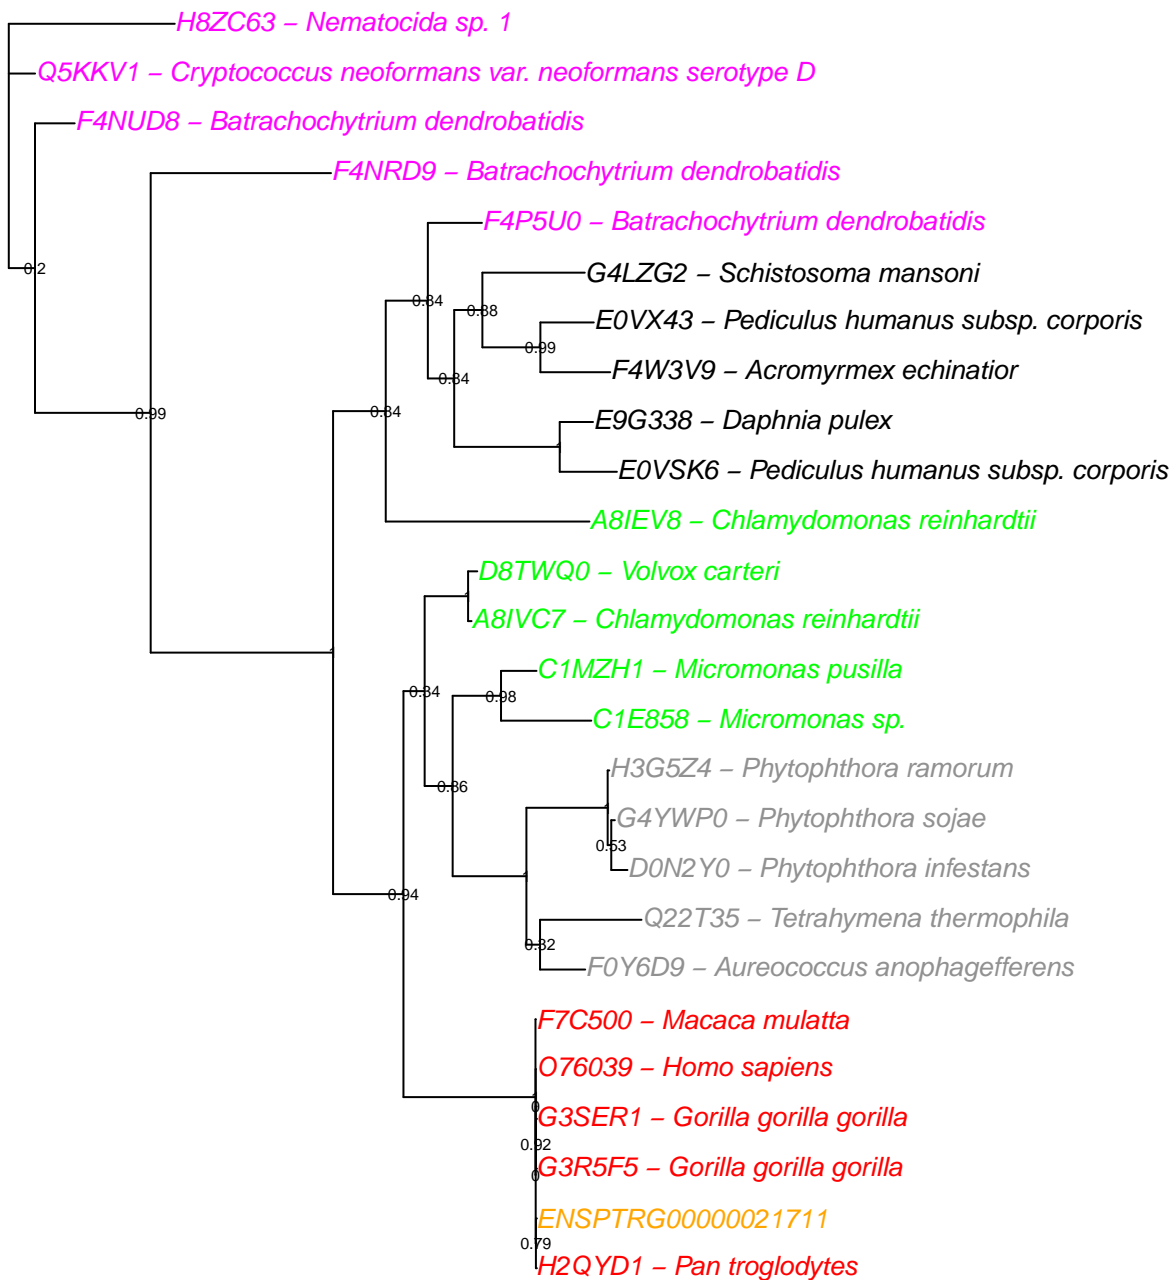 H8ZC63 – Nematocida sp. 1
Q5KKV1 – Cryptococcus neoformans var. neoformans serotype D
F4NUD8 – Batrachochytrium dendrobatidis
F4NRD9 – Batrachochytrium dendrobatidis
F4P5U0 – Batrachochytrium dendrobatidis
0.2
G4LZG2 – Schistosoma mansoni
0.84
0.88
E0VX43 – Pediculus humanus subsp. corporis
0.99
F4W3V9 – Acromyrmex echinatior
0.84
0.99
0.84
E9G338 – Daphnia pulex
1
E0VSK6 – Pediculus humanus subsp. corporis
A8IEV8 – Chlamydomonas reinhardtii
D8TWQ0 – Volvox carteri
1
A8IVC7 – Chlamydomonas reinhardtii
1
C1MZH1 – Micromonas pusilla
0.84
0.98
C1E858 – Micromonas sp.
H3G5Z4 – Phytophthora ramorum
0.86
1
G4YWP0 – Phytophthora sojae
0.53
D0N2Y0 – Phytophthora infestans
1
0.94
Q22T35 – Tetrahymena thermophila
0.82
F0Y6D9 – Aureococcus anophagefferens
F7C500 – Macaca mulatta
O76039 – Homo sapiens
1
0
G3SER1 – Gorilla gorilla gorilla
0.92
G3R5F5 – Gorilla gorilla gorilla
0
ENSPTRG00000021711
0.79
H2QYD1 – Pan troglodytes